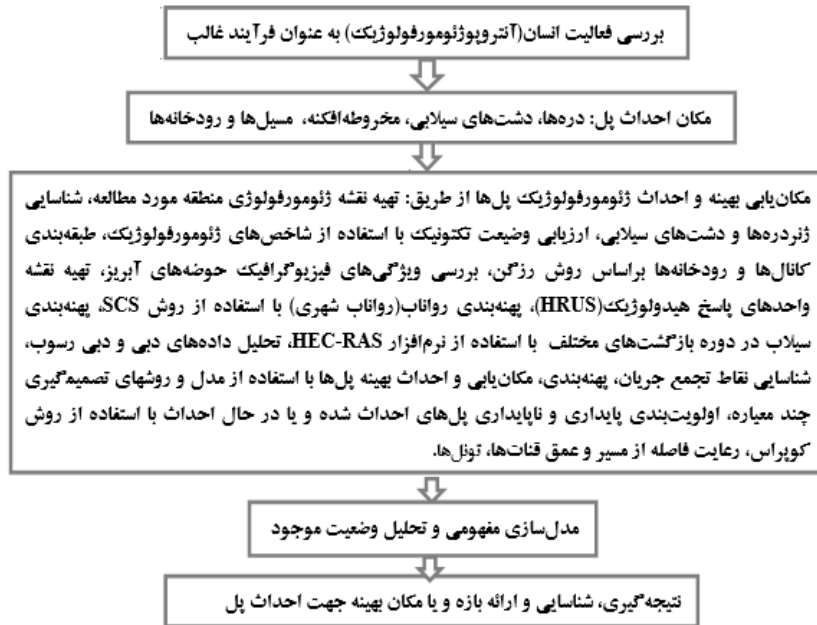 بررسی فعالیت انسان(آنتروپوژئومورفولوژیک) به عنوان فرآیند غالب
مکان احداث پل: دره‌ها، دشت‌های سیلابی، مخروطه‌افکنه، مسیل‌ها و رودخانه‌ها
مکان‌یابی بهینه و احداث ژئومورفولوژیک پل‌ها از طریق: تهیه نقشه ژئومورفولوژی منطقه مورد مطالعه، شناسایی
ژنردره‌ها و دشت‌های سیلابی، ارزیابی وضیعت تکتونیک با استفاده از شاخص‌های ژئومورفولوژیک، طبقه‌بندی
کانال‌ها و رودخانه‌ها براساس روش رزگن، بررسی ویژگی‌های فیزیوگرافیک حوضه‌های آبریز، تهیه نقشه
واحدهای پاسخ هیدولوژیک(HRUS)، پهنه‌بندی رواناب(رواناب شهری) با استفاده از روش SCS، پهنه‌بندی
سیلاب در دوره بازگشت‌های مختلف با استفاده از نرم‌افزار HEC-RAS، تحلیل داده‌های دبی و دبی رسوب،
شناسایی نقاط تجمع جریان، پهنه‌بندی، مکان‌یابی و احداث بهینه پل‌ها با استفاده از مدل و روشهای تصمیم‌گیری
چند معیاره، اولویت‌بندی پایداری و ناپایداری پل‌های احداث شده و یا در حال احداث با استفاده از روش
کوپراس، رعایت فاصله از مسیر و عمق قنات‌ها، تونل‌ها.
مدل‌سازی مفهومی و تحلیل وضعیت موجود
نتیجه‌گیری، شناسایی و ارائه بازه و یا مکان بهینه جهت احداث پل